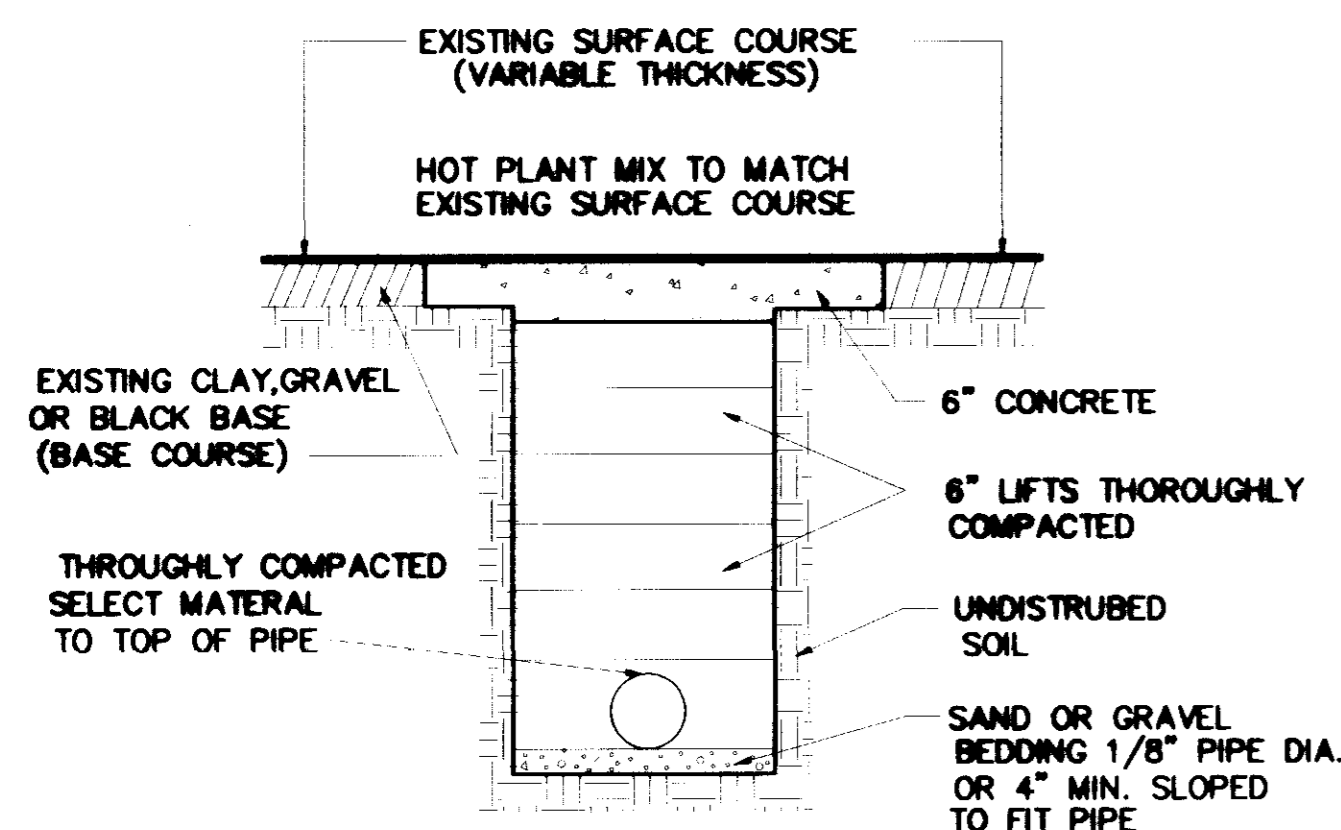 EXISTING SURFACE COURSE
(VARIABLE THICKNESS)
HOT PLANT MIX TO MATCH
EXISTING SURFACE COURSE
EXISTING CLAY,GRAVEL
OR BLACK BASE
(BASE COURSE)
6" CONCRETE
6" LIFTS THOROUGHLY
COMPACTED
THROUGHLY COMPACTED
SELECT MATERAL
TO TOP OF PIPE
UNDISTRUBED
SOIL
SAND OR GRAVEL
BEDDING 1/8" PIPE DIA.
OR 4" MIN. SLOPED
TO FIT PIPE